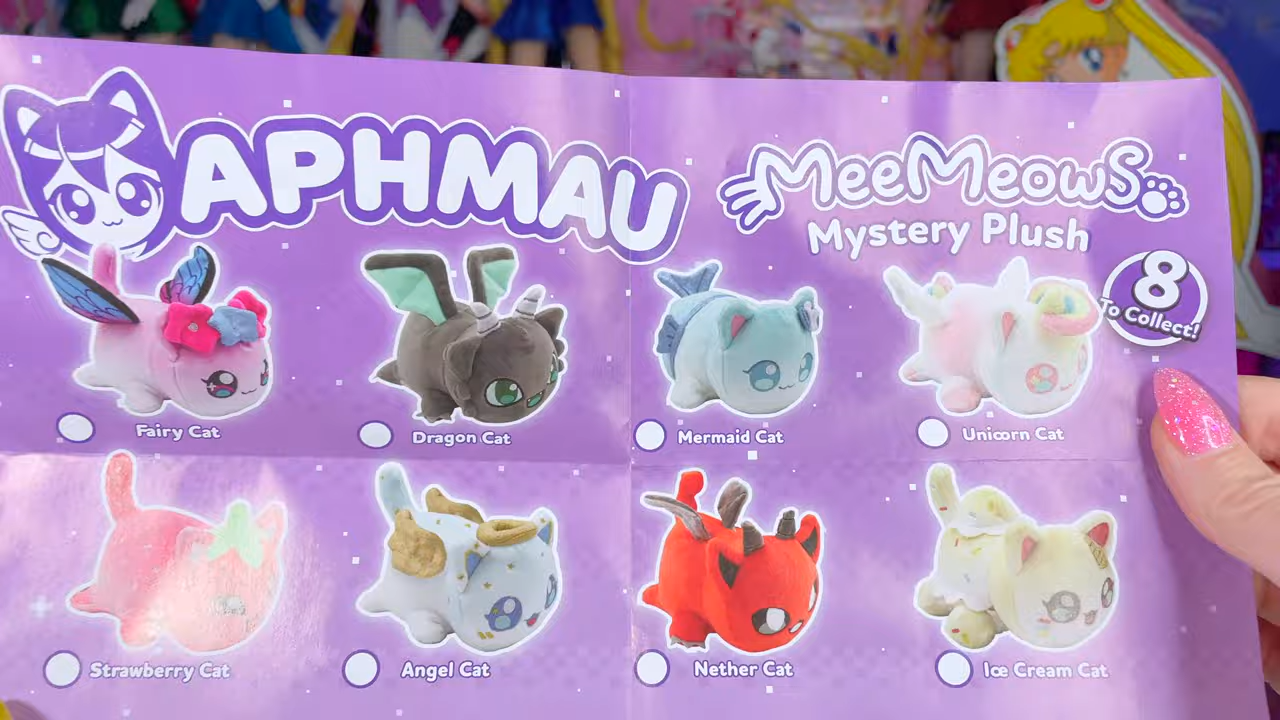 APHMAU
MeeMeows
Mystery Plush
8
To Collect!
Fairy Cat
Dragon Cat
Mermaid Cat
Unicorn Cat
Strawberry Cat
Angel Cat
Nether Cat
Ice Cream Cat